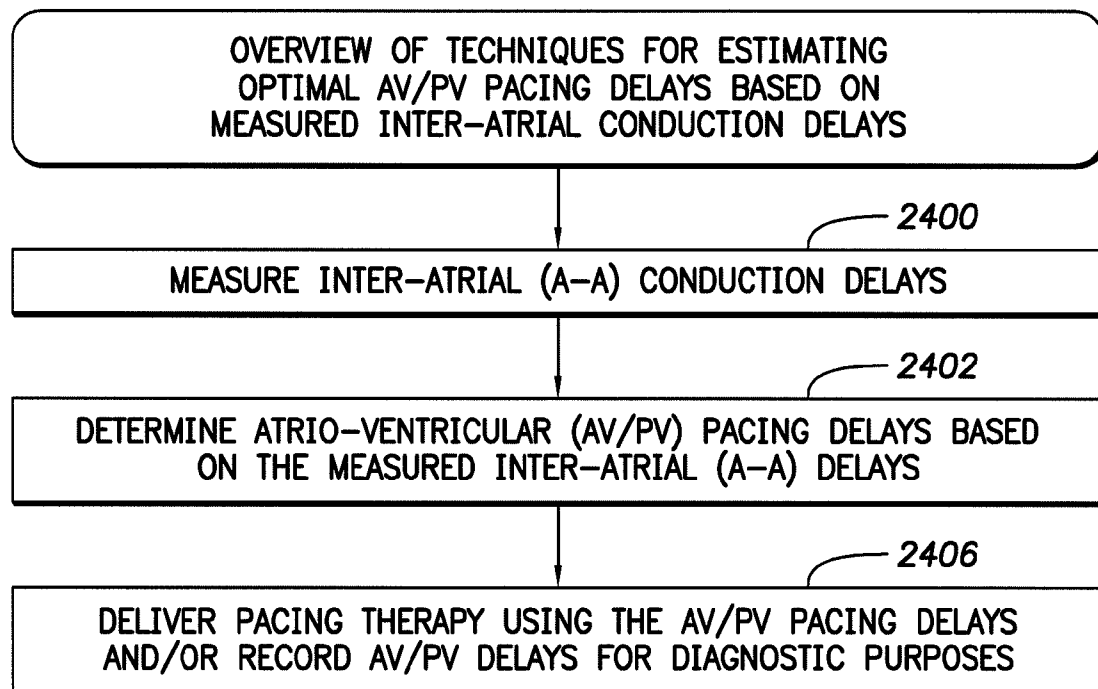 OVERVIEW OF TECHNIQUES FOR ESTIMATING
OPTIMAL AV/PV PACING DELAYS BASED ON
MEASURED INTER-ATRIAL CONDUCTION DELAYS
2400
MEASURE INTER-ATRIAL (A-A) CONDUCTION DELAYS
2402
DETERMINE ATRIO-VENTRICULAR (AV/PV) PACING DELAYS BASED
ON THE MEASURED INTER-ATRIAL (A-A) DELAYS
2406
DELIVER PACING THERAPY USING THE AV/PV PACING DELAYS
AND/OR RECORD AV/PV DELAYS FOR DIAGNOSTIC PURPOSES